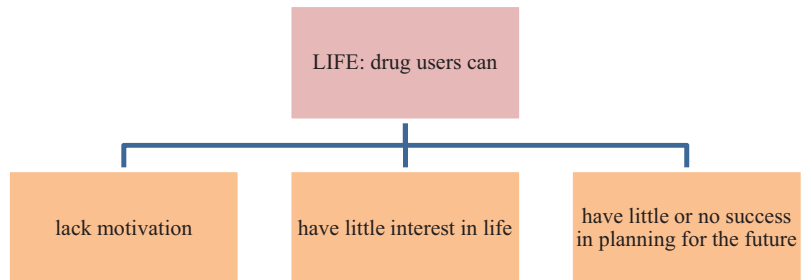 LIFE: drug users can
lack motivation
have little interest in life
have little or no success
in planning for the future